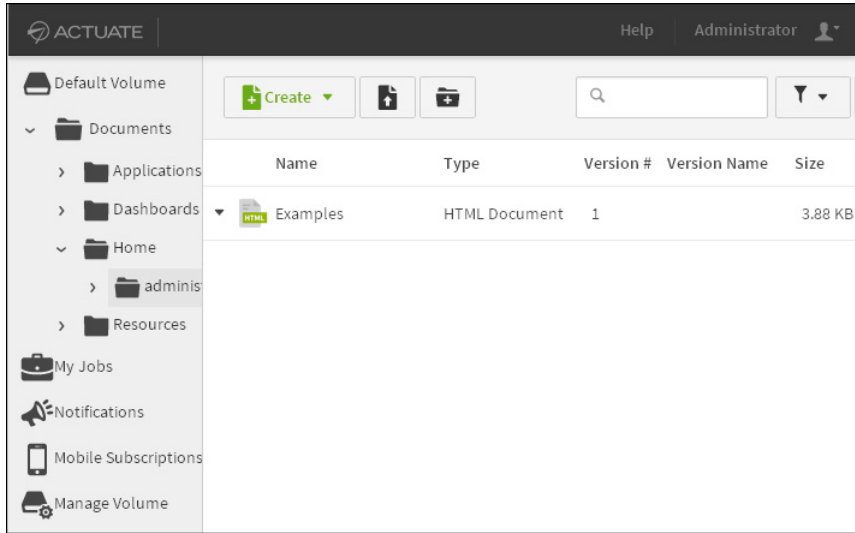 ACTUATE
Help
Administrator
Default Volume
Documents
Applications
Dashboards
Home
adminis
Resources
My Jobs
Notifications
Mobile Subscriptions
Manage Volume
Create
Name Type Version # Version Name Size
HTML Examples HTML Document 1 3.88 KB